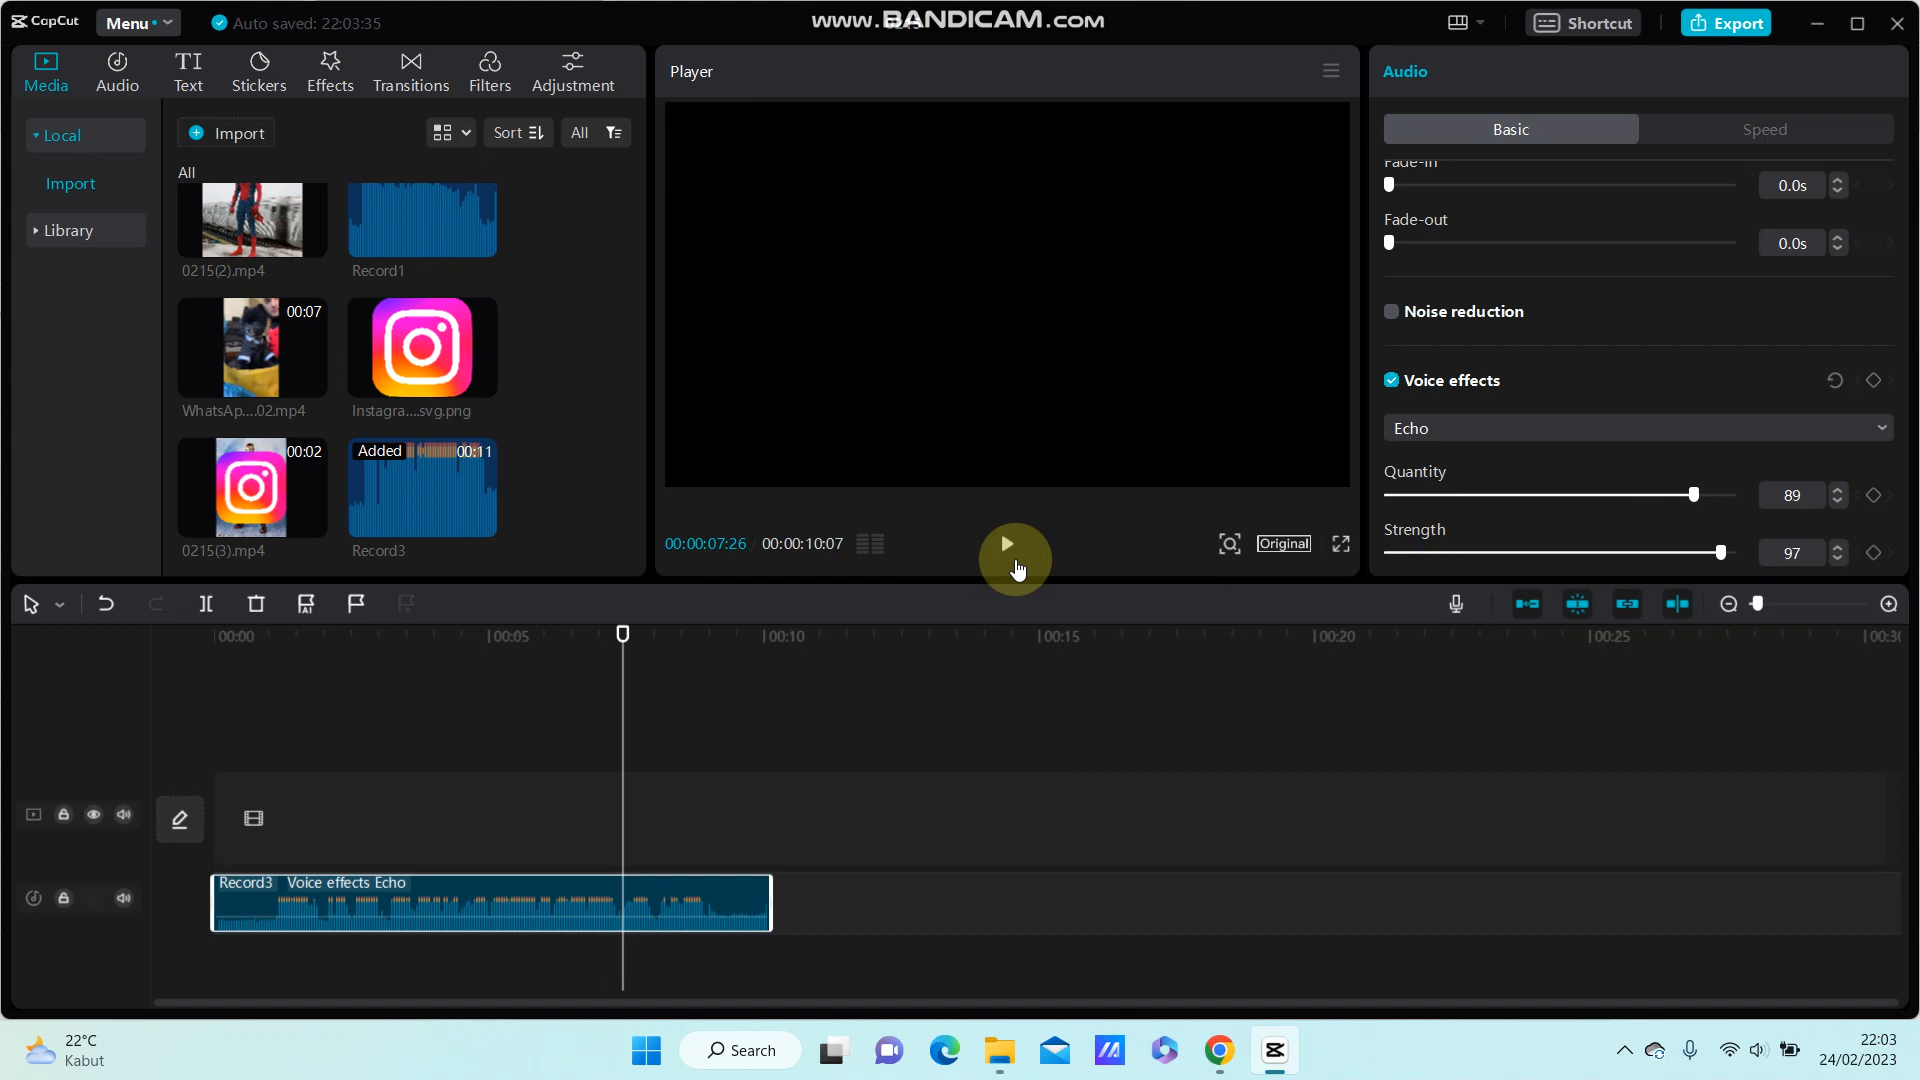 CapCut
Menu
Auto saved: 22:03:35
www.BANDICAM.com
Shortcut
Export
Media
Audio
Text
Stickers
Effects
Transitions
Filters
Adjustment
Player
Audio
Local
Import
Library
Import
Sort
All
All
0215(2).mp4
Record1
00:07
WhatsAp....02.mp4
Instagra....svg.png
00:02
Added
00:11
0215(3).mp4
Record3
00:00:07:26
00:00:10:07
Original
Basic
Speed
Fade-in
0.0s
Fade-out
0.0s
Noise reduction
Voice effects
Echo
Quantity
89
Strength
97
00:00
00:05
00:10
00:15
00:20
00:25
Record3 Voice effects Echo
22°C
Kabut
Search
22:03
24/02/2023